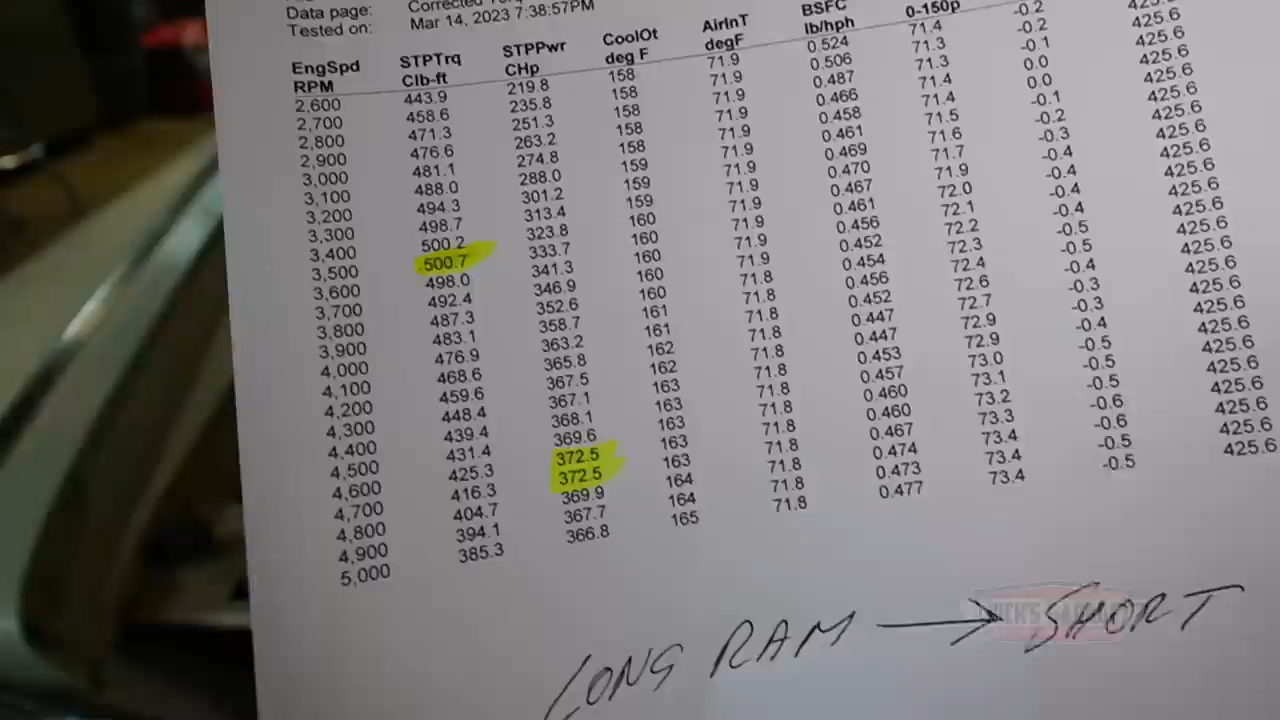 Data page: Corrected
Tested on: Mar 14, 2023 7:38:57PM
EngSpd STPTrq STPPwr CoolOt AirInT BSFC 0-150p
RPM Clb-ft CHp deg F degF lb/hph
2,600 443.9 219.8 158 71.9 0.524 71.4 -0.2
2,700 458.6 235.8 158 71.9 0.506 71.3 -0.2 425.6
2,800 471.3 251.3 158 71.9 0.487 71.3 -0.1 425.6
2,900 476.6 263.2 158 71.9 0.466 71.4 0.0 425.6
3,000 481.1 274.8 158 71.9 0.458 71.4 0.0 425.6
3,100 488.0 288.0 159 71.9 0.461 71.5 -0.1 425.6
3,200 494.3 301.2 159 71.9 0.469 71.6 -0.2 425.6
3,300 498.7 313.4 159 71.9 0.470 71.7 -0.3 425.6
3,400 500.2 323.8 160 71.9 0.467 71.9 -0.4 425.6
3,500 500.7 333.7 160 71.9 0.461 72.0 -0.4 425.6
3,600 498.0 341.3 160 71.9 0.456 72.1 -0.4 425.6
3,700 492.4 346.9 160 71.9 0.452 72.2 -0.4 425.6
3,800 487.3 352.6 160 71.8 0.454 72.3 -0.5 425.6
3,900 483.1 358.7 161 71.8 0.456 72.4 -0.5 425.6
4,000 476.9 363.2 161 71.8 0.452 72.6 -0.4 425.6
4,100 468.6 365.8 162 71.8 0.447 72.7 -0.3 425.6
4,200 459.6 367.5 162 71.8 0.447 72.9 -0.3 425.6
4,300 448.4 367.1 163 71.8 0.453 72.9 -0.4 425.6
4,400 439.4 368.1 163 71.8 0.457 73.0 -0.5 425.6
4,500 431.4 369.6 163 71.8 0.460 73.1 -0.5 425.6
4,600 425.3 372.5 163 71.8 0.460 73.2 -0.5 425.6
4,700 416.3 372.5 163 71.8 0.467 73.3 -0.6 425.6
4,800 404.7 369.9 164 71.8 0.474 73.4 -0.6 425.6
4,900 394.1 367.7 164 71.8 0.473 73.4 -0.5 425.6
5,000 385.3 366.8 165 71.8 0.477 73.4 -0.5 425.6
LONG RAM → SHORT